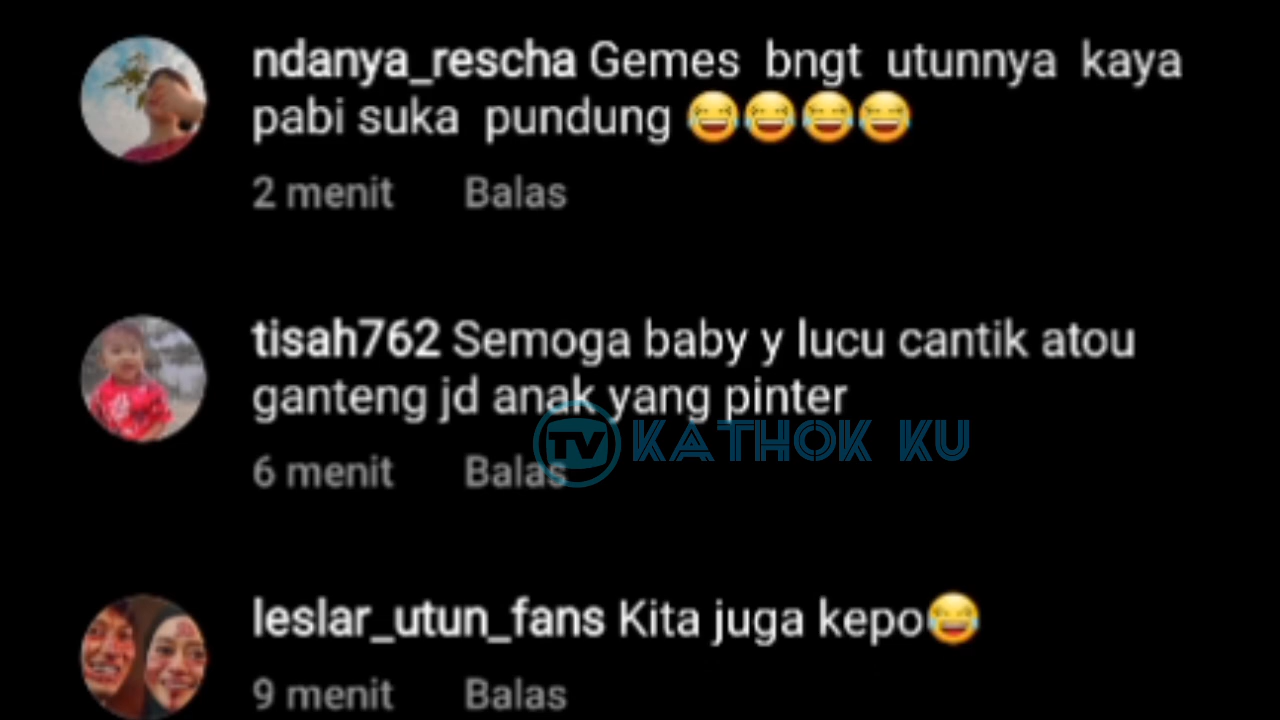 ndanya_rescha Gemes bngt utunnya kaya
pabi suka pundung 😆😆😆😆
2 menit Balas
tisah762 Semoga baby y lucu cantik atou
ganteng jd anak yang pinter
TV KATHOK KU
6 menit Balas
leslar_utun_fans Kita juga kepo😂
9 menit Balas